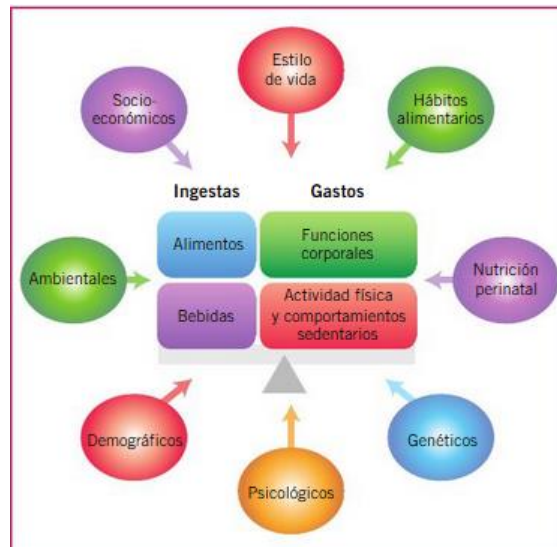 Estilo
de vida
Socio-
económicos
Hábitos
alimentarios
Ingestas
Gastos
Alimentos
Funciones
corporales
Ambientales
Nutrición
perinatal
Bebidas
Actividad física
y comportamientos
sedentarios
Demográficos
Genéticos
Psicológicos